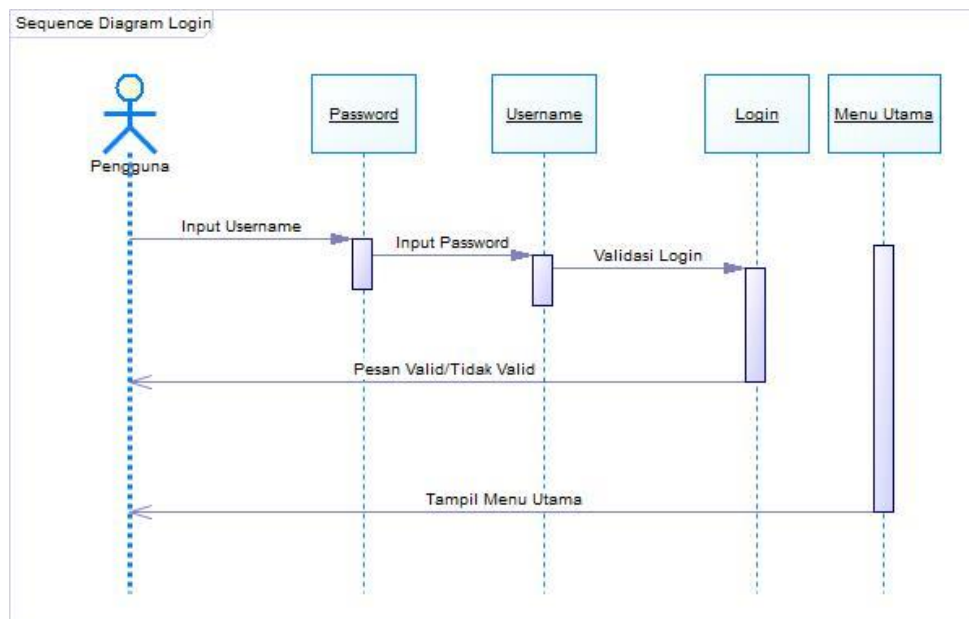 Sequence Diagram Login
Password
Username
Login
Menu Utama
Pengguna
Input Username
Input Password
Validasi Login
Pesan Valid/Tidak Valid
Tampil Menu Utama